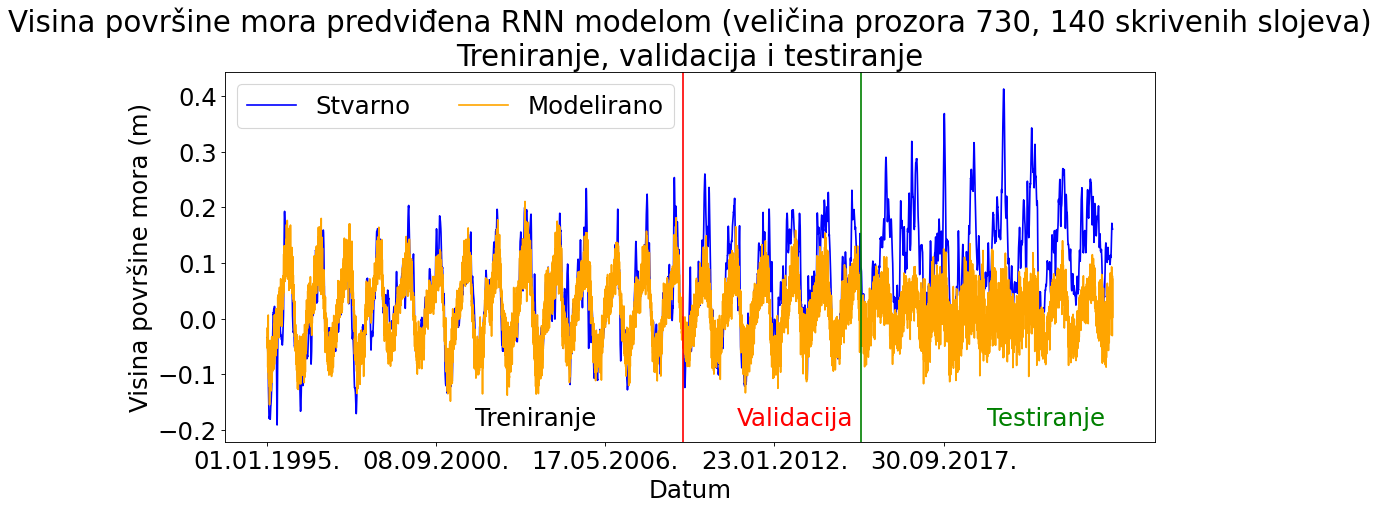 Visina površine mora predviđena RNN modelom (veličina prozora 730, 140 skrivenih slojeva)
Treniranje, validacija i testiranje
Stvarno
Modelirano
Visina površine mora (m)
0.4
0.3
0.2
0.1
0.0
−0.1
−0.2
Treniranje
Validacija
Testiranje
01.01.1995.
08.09.2000.
17.05.2006.
23.01.2012.
30.09.2017.
Datum